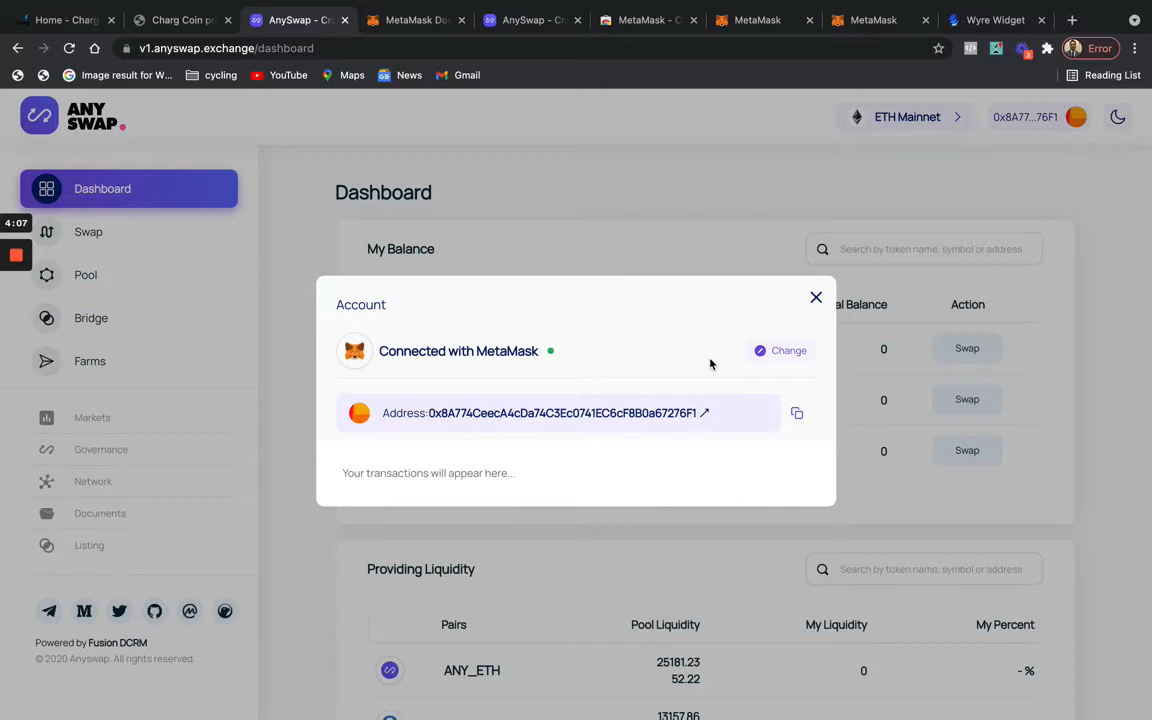 Home - Charg
Charg Coin pri
AnySwap - Cr
MetaMask Do
AnySwap - Cr
MetaMask - C
MetaMask
MetaMask
Wyre Widget
v1.anyswap.exchange/dashboard
3
Error
Image result for W...
cycling
YouTube
Maps
News
Gmail
Reading List
ANY
SWAP
ETH Mainnet
0x8A77...76F1
Dashboard
Swap
Pool
Bridge
Farms
Markets
Governance
Network
Documents
Listing
Powered by Fusion DCRM
© 2020 Anyswap. All rights reserved.
4:07
Dashboard
My Balance
Search by token name, symbol or address
al Balance
Action
0
Swap
0
Swap
0
Swap
Account
Connected with MetaMask
Change
Address:0x8A774CeecA4cDa74C3Ec0741EC6cF8B0a67276F1
Your transactions will appear here...
Providing Liquidity
Search by token name, symbol or address
Pairs
Pool Liquidity
My Liquidity
My Percent
ANY_ETH
25181.23
52.22
0
- %
13157.86